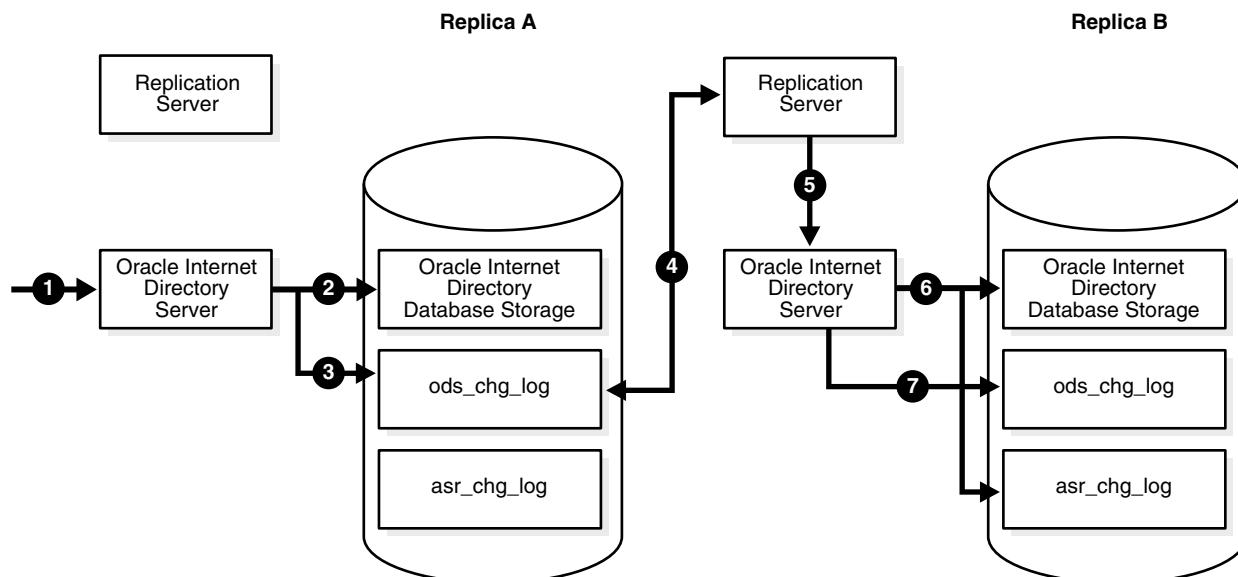 Replica A
Replica B
Replication
Server
Replication
Server
5
Oracle Internet
Directory
Server
Oracle Internet
Directory
Database Storage
Oracle Internet
Directory
Server
Oracle Internet
Directory
Database Storage
1
2
4
6
3
ods_chg_log
7
ods_chg_log
asr_chg_log
asr_chg_log